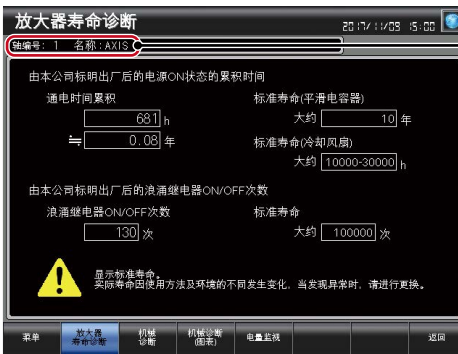 放大器寿命诊断
2017/11/09 15:00
轴编号: 1 名称:AXIS
由本公司标明出厂后的电源ON状态的累积时间
通电时间累积
标准寿命(平滑电容器)
681 h
大约 10 年
≒ 0.08 年
标准寿命(冷却风扇)
大约 10000-30000 h
由本公司标明出厂后的浪涌继电器ON/OFF次数
浪涌继电器ON/OFF次数
标准寿命
130 次
大约 100000 次
显示标准寿命。
实际寿命因使用方法及环境的不同发生变化，当发现异常时，请进行更换。
菜单
放大器
寿命诊断
机械
诊断
机械诊断
(图表)
电量监视
返回